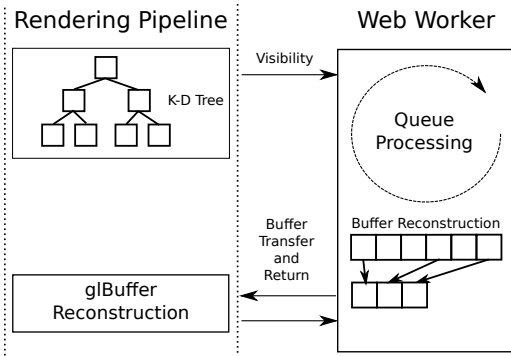 Rendering Pipeline
Web Worker
K-D Tree
Visibility
Queue
Processing
Buffer
Transfer
and
Return
Buffer Reconstruction
glBuffer
Reconstruction